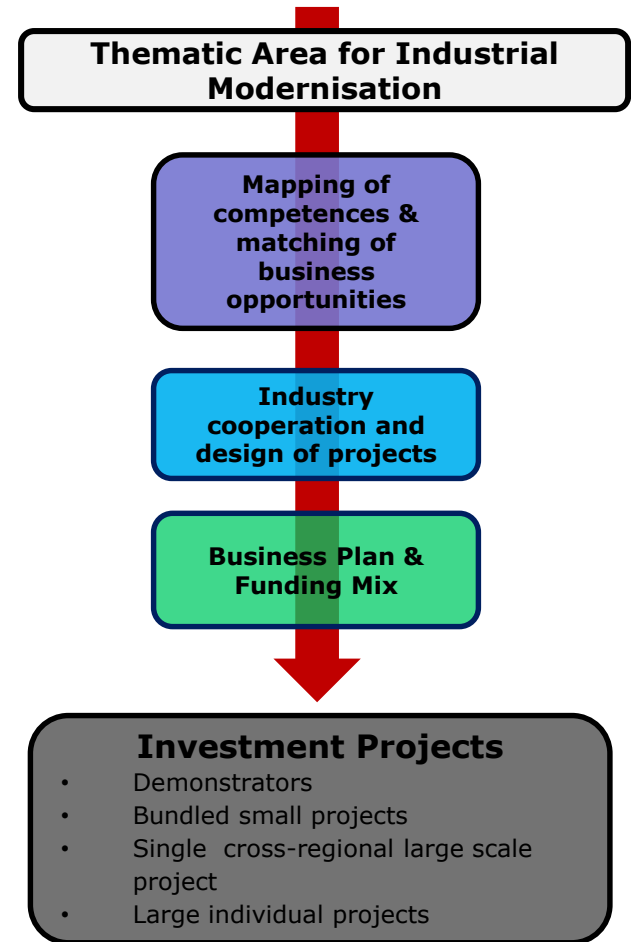 Thematic Area for Industrial
Modernisation
Mapping of
competences &
matching of
business
opportunities
Industry
cooperation and
design of projects
Business Plan &
Funding Mix
Investment Projects
• Demonstrators
• Bundled small projects
• Single  cross-regional large scale
project
• Large individual projects